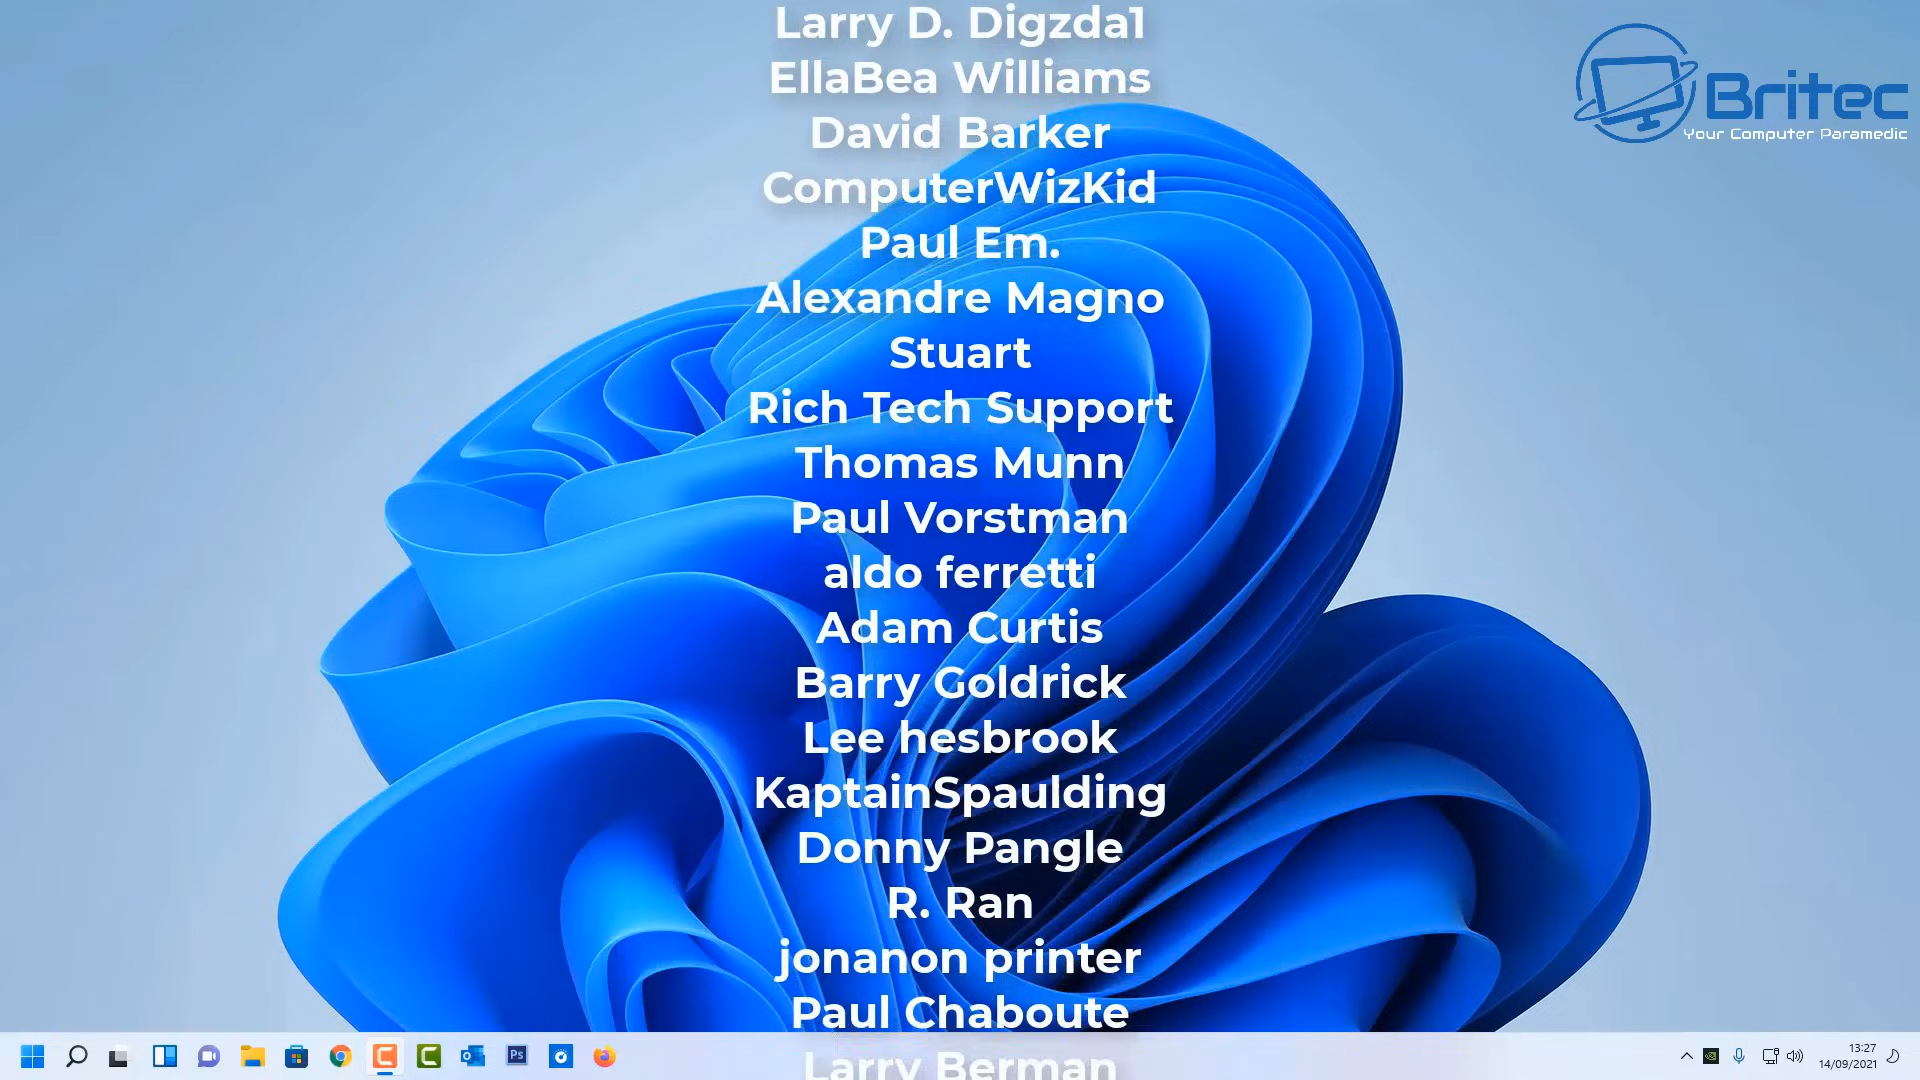 Larry D. Digzda1
EllaBea Williams
David Barker
ComputerWizKid
Paul Em.
Alexandre Magno
Stuart
Rich Tech Support
Thomas Munn
Paul Vorstman
aldo ferretti
Adam Curtis
Barry Goldrick
Lee hesbrook
KaptainSpaulding
Donny Pangle
R. Ran
jonanon printer
Paul Chaboute
Larry Berman
Britec
Your Computer Paramedic
Ps
13:27
14/09/2021